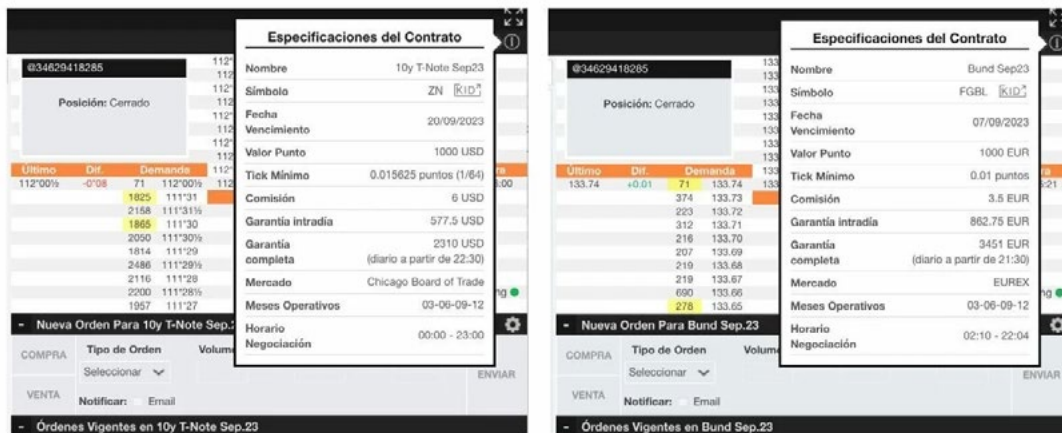 Especificaciones del Contrato
Nombre 10y T-Note Sep23
Símbolo ZN KID
Fecha Vencimiento 20/09/2023
Valor Punto 1000 USD
Tick Mínimo 0.015625 puntos (1/64)
Comisión 6 USD
Garantía intradía 577.5 USD
Garantía completa 2310 USD (diario a partir de 22:30)
Mercado Chicago Board of Trade
Meses Operativos 03-06-09-12
Horario Negociación 00:00 - 23:00
@34629418285
Posición: Cerrado
Último Dif. Demanda
112°00½ -0°08 71 112°00½ 112
1825 111°31
2158 111°31½
1865 111°30
2050 111°30½
1814 111°29
2486 111°29½
2116 111°28
2200 111°28½
1957 111°27
- Nueva Orden Para 10y T-Note Sep.
COMPRA Tipo de Orden Volume
Seleccionar
VENTA Notificar: Email
ENVIAR
- Órdenes Vigentes en 10y T-Note Sep.23
Especificaciones del Contrato
Nombre Bund Sep23
Símbolo FGBL KID
Fecha Vencimiento 07/09/2023
Valor Punto 1000 EUR
Tick Mínimo 0.01 puntos
Comisión 3.5 EUR
Garantía intradía 862.75 EUR
Garantía completa 3451 EUR (diario a partir de 21:30)
Mercado EUREX
Meses Operativos 03-06-09-12
Horario Negociación 02:10 - 22:04
@34629418285
Posición: Cerrado
Último Dif. Demanda
133.74 +0.01 71 133.74 133
374 133.73
223 133.72
312 133.71
216 133.70
207 133.69
219 133.68
219 133.67
690 133.66
278 133.65
- Nueva Orden Para Bund Sep.23
COMPRA Tipo de Orden Volum
Seleccionar
VENTA Notificar: Email
ENVIAR
- Órdenes Vigentes en Bund Sep.23